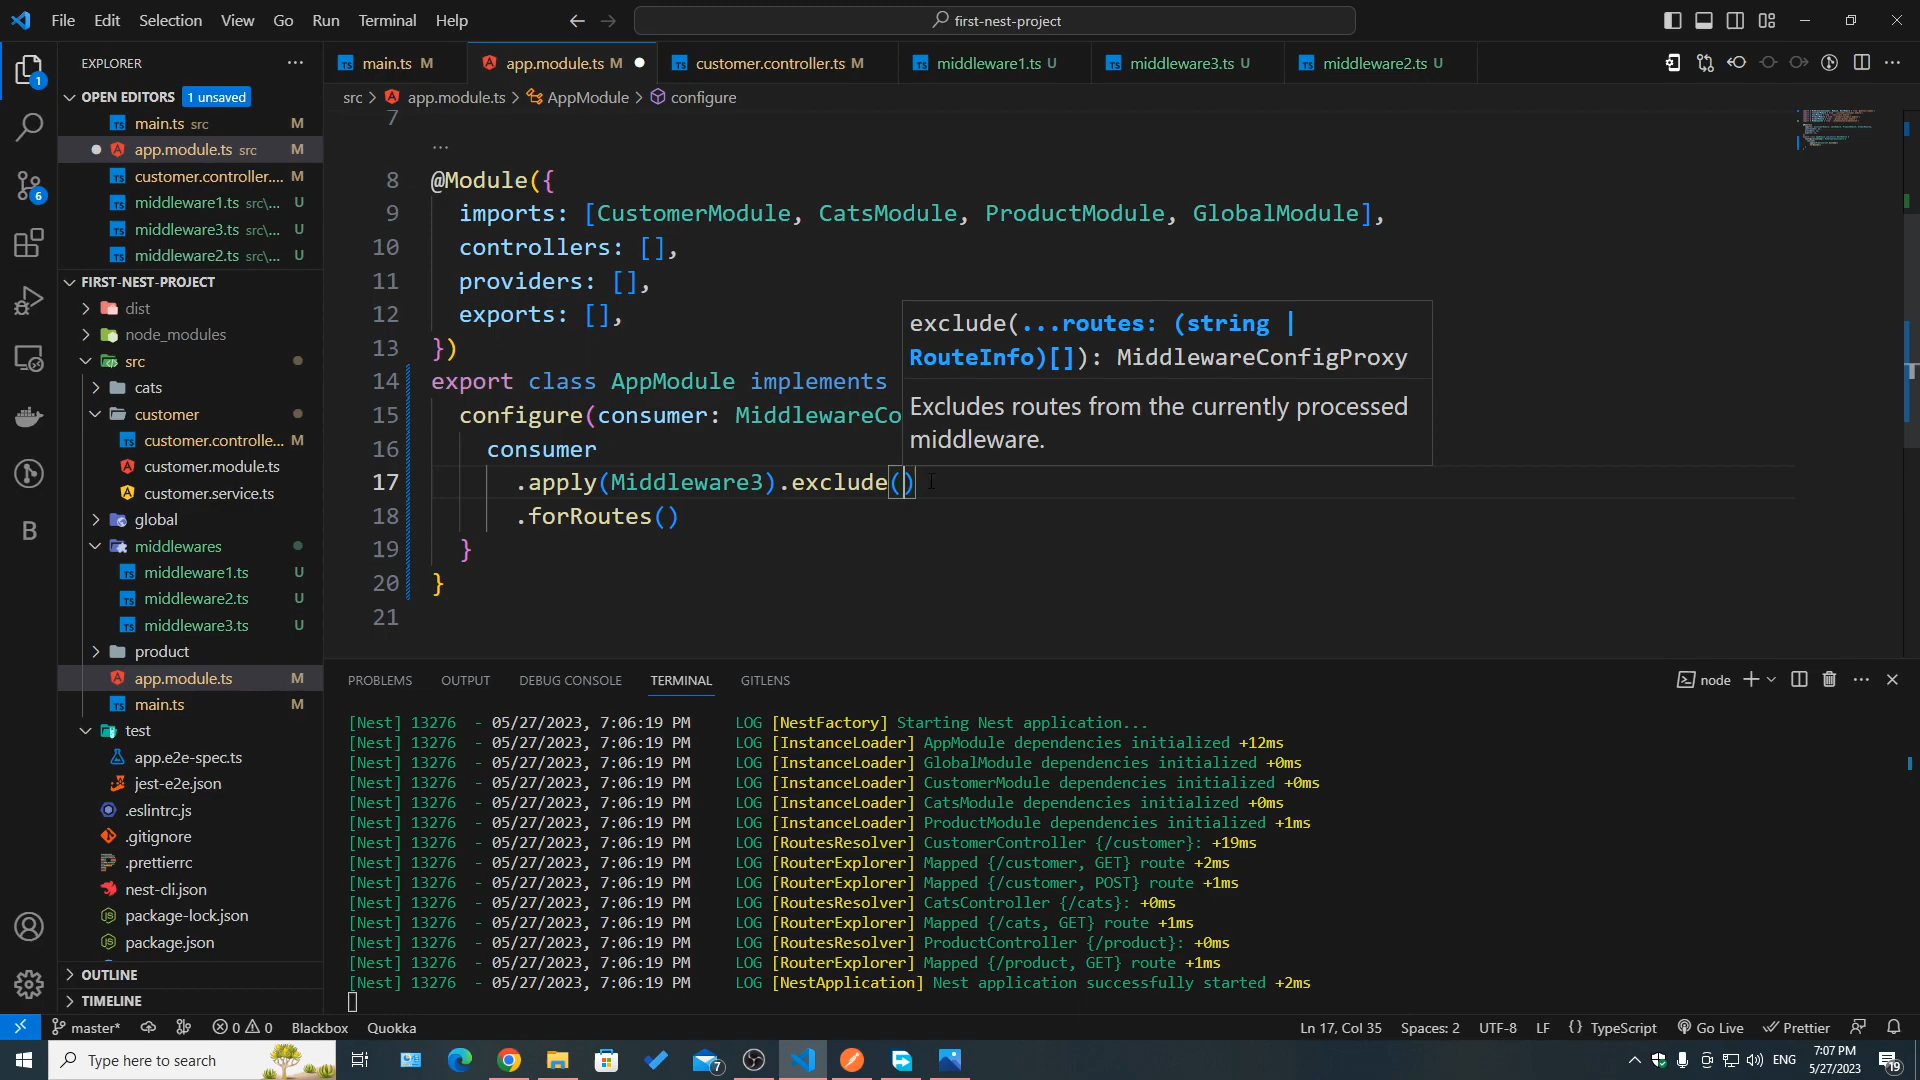 File Edit Selection View Go Run Terminal Help
first-nest-project
EXPLORER
OPEN EDITORS 1 unsaved
main.ts src M
app.module.ts src M
customer.controller.... M
middleware1.ts src\... U
middleware3.ts src\... U
middleware2.ts src\... U
FIRST-NEST-PROJECT
dist
node_modules
src
cats
customer
customer.controlle... M
customer.module.ts
customer.service.ts
global
middlewares
middleware1.ts U
middleware2.ts U
middleware3.ts U
product
app.module.ts M
main.ts M
test
app.e2e-spec.ts
jest-e2e.json
.eslintrc.js
.gitignore
.prettierrc
nest-cli.json
package-lock.json
package.json
OUTLINE
TIMELINE
main.ts M app.module.ts M customer.controller.ts M middleware1.ts U middleware3.ts U middleware2.ts U
src > app.module.ts > AppModule > configure
7
...
8 @Module({
9 imports: [CustomerModule, CatsModule, ProductModule, GlobalModule],
10 controllers: [],
11 providers: [],
12 exports: [],
13 })
14 export class AppModule implements
15 configure(consumer: MiddlewareCo
16 consumer
17 .apply(Middleware3).exclude()
18 .forRoutes()
19 }
20 }
21
exclude(...routes: (string |
RouteInfo)[]): MiddlewareConfigProxy
Excludes routes from the currently processed
middleware.
PROBLEMS OUTPUT DEBUG CONSOLE TERMINAL GITLENS
node
[Nest] 13276 - 05/27/2023, 7:06:19 PM LOG [NestFactory] Starting Nest application...
[Nest] 13276 - 05/27/2023, 7:06:19 PM LOG [InstanceLoader] AppModule dependencies initialized +12ms
[Nest] 13276 - 05/27/2023, 7:06:19 PM LOG [InstanceLoader] GlobalModule dependencies initialized +0ms
[Nest] 13276 - 05/27/2023, 7:06:19 PM LOG [InstanceLoader] CustomerModule dependencies initialized +0ms
[Nest] 13276 - 05/27/2023, 7:06:19 PM LOG [InstanceLoader] CatsModule dependencies initialized +0ms
[Nest] 13276 - 05/27/2023, 7:06:19 PM LOG [InstanceLoader] ProductModule dependencies initialized +1ms
[Nest] 13276 - 05/27/2023, 7:06:19 PM LOG [RoutesResolver] CustomerController {/customer}: +19ms
[Nest] 13276 - 05/27/2023, 7:06:19 PM LOG [RouterExplorer] Mapped {/customer, GET} route +2ms
[Nest] 13276 - 05/27/2023, 7:06:19 PM LOG [RouterExplorer] Mapped {/customer, POST} route +1ms
[Nest] 13276 - 05/27/2023, 7:06:19 PM LOG [RoutesResolver] CatsController {/cats}: +0ms
[Nest] 13276 - 05/27/2023, 7:06:19 PM LOG [RouterExplorer] Mapped {/cats, GET} route +1ms
[Nest] 13276 - 05/27/2023, 7:06:19 PM LOG [RoutesResolver] ProductController {/product}: +0ms
[Nest] 13276 - 05/27/2023, 7:06:19 PM LOG [RouterExplorer] Mapped {/product, GET} route +1ms
[Nest] 13276 - 05/27/2023, 7:06:19 PM LOG [NestApplication] Nest application successfully started +2ms
master* 0 0 Blackbox Quokka Ln 17, Col 35 Spaces: 2 UTF-8 LF {} TypeScript Go Live Prettier
Type here to search
7
ENG
7:07 PM
5/27/2023
19